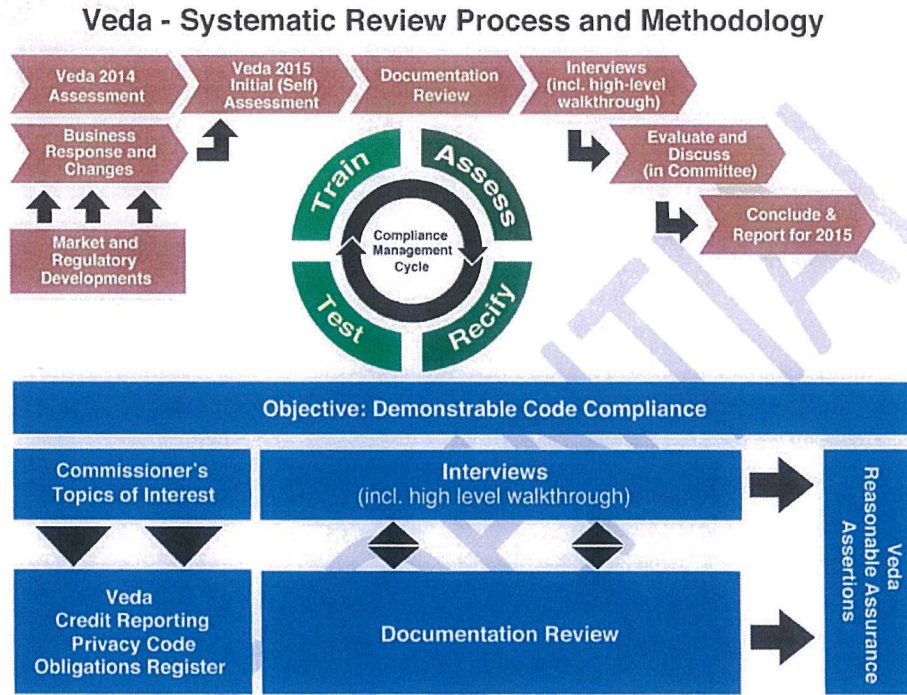 Veda - Systematic Review Process and Methodology
Veda 2014
Assessment
Veda 2015
Initial (Self)
Assessment
Documentation
Review
Interviews
(incl. high-level
walkthrough)
Business
Response and
Changes
Evaluate and
Discuss
(in Committee)
Market and
Regulatory
Developments
Conclude &
Report for 2015
Train
Assess
Compliance
Management
Cycle
Test
Recify
Objective: Demonstrable Code Compliance
Commissioner's
Topics of Interest
Interviews
(incl. high level walkthrough)
Veda
Reasonable Assurance
Assertions
Veda
Credit Reporting
Privacy Code
Obligations Register
Documentation Review